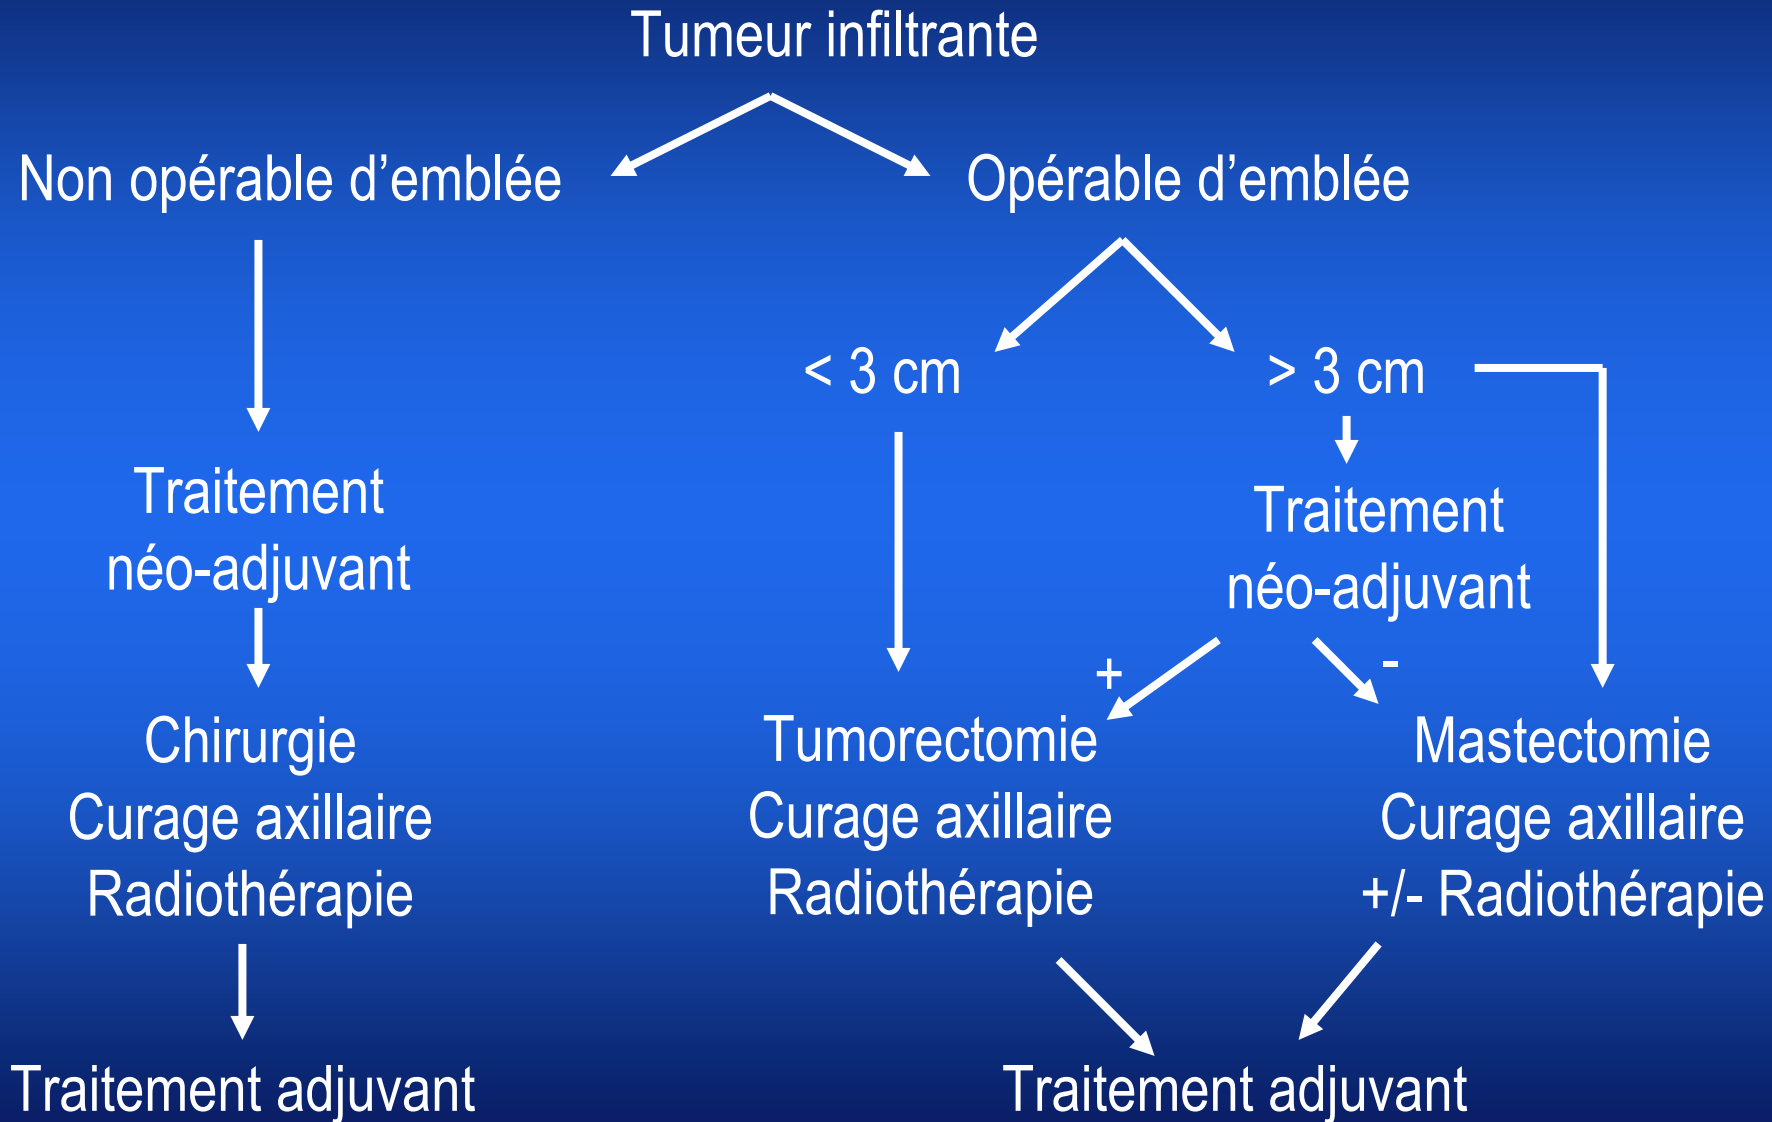 Tumeur infiltrante
Non opérable d’emblée
Opérable d’emblée
< 3 cm
> 3 cm
Traitement
néo-adjuvant
Traitement
néo-adjuvant
+
-
Chirurgie
Curage axillaire
Radiothérapie
Tumorectomie
Curage axillaire
Radiothérapie
Mastectomie
Curage axillaire
+/- Radiothérapie
Traitement adjuvant
Traitement adjuvant